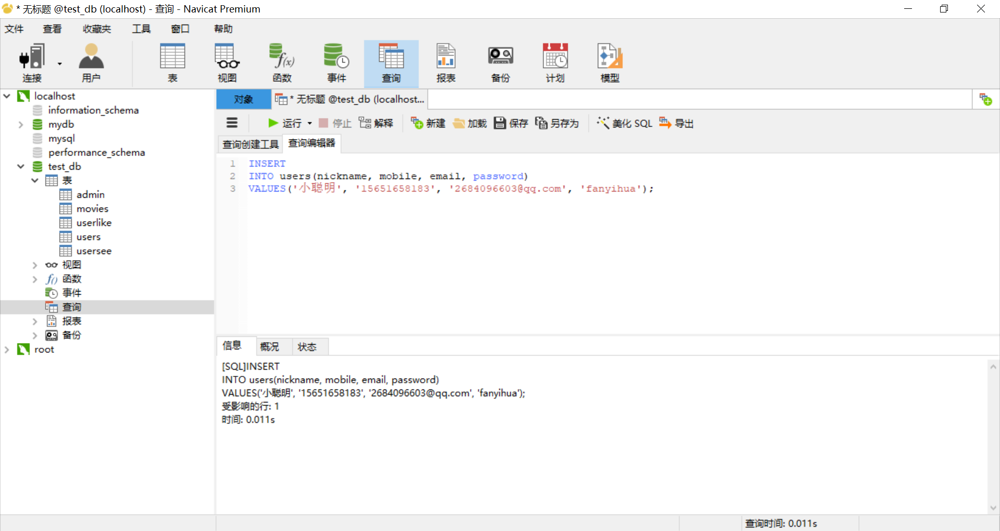 * 无标题 @test_db (localhost) - 查询 - Navicat Premium
文件 查看 收藏夹 工具 窗口 帮助
连接 用户 表 视图 函数 事件 查询 报表 备份 计划 模型
localhost
information_schema
mydb
mysql
performance_schema
test_db
表
admin
movies
userlike
users
usersee
视图
函数
事件
查询
报表
备份
root
对象 * 无标题 @test_db (localhost...
运行 停止 解释 新建 加载 保存 另存为 美化 SQL 导出
查询创建工具 查询编辑器
1 INSERT
2 INTO users(nickname, mobile, email, password)
3 VALUES('小聪明', '15651658183', '2684096603@qq.com', 'fanyihua');
信息 概况 状态
[SQL]INSERT
INTO users(nickname, mobile, email, password)
VALUES('小聪明', '15651658183', '2684096603@qq.com', 'fanyihua');
受影响的行: 1
时间: 0.011s
查询时间: 0.011s